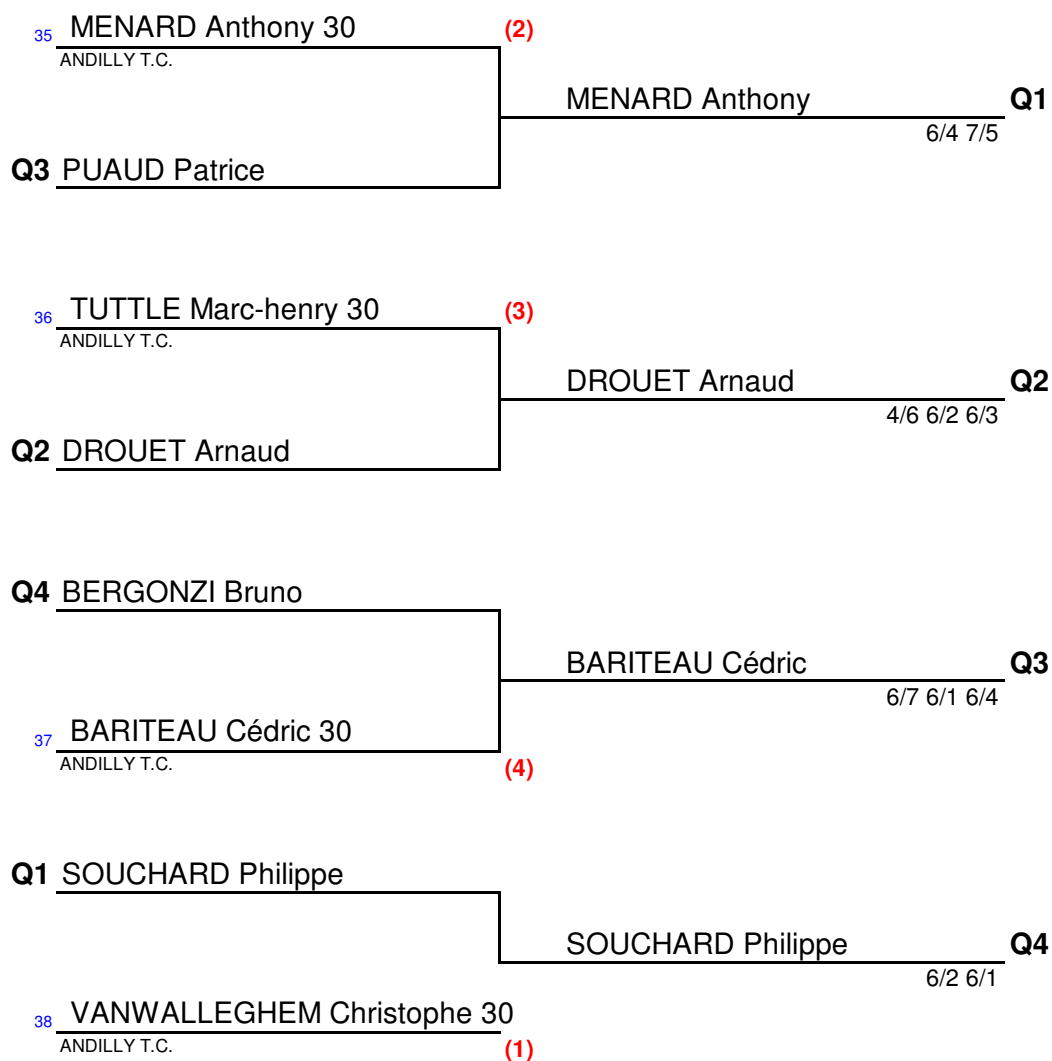 35 MENARD Anthony 30 (2)
ANDILLY T.C.
MENARD Anthony Q1
6/4 7/5
Q3 PUAUD Patrice
36 TUTTLE Marc-henry 30 (3)
ANDILLY T.C.
DROUET Arnaud Q2
4/6 6/2 6/3
Q2 DROUET Arnaud
Q4 BERGONZI Bruno
BARITEAU Cédric Q3
6/7 6/1 6/4
37 BARITEAU Cédric 30
ANDILLY T.C. (4)
Q1 SOUCHARD Philippe
SOUCHARD Philippe Q4
6/2 6/1
38 VANWALLEGHEM Christophe 30
ANDILLY T.C. (1)